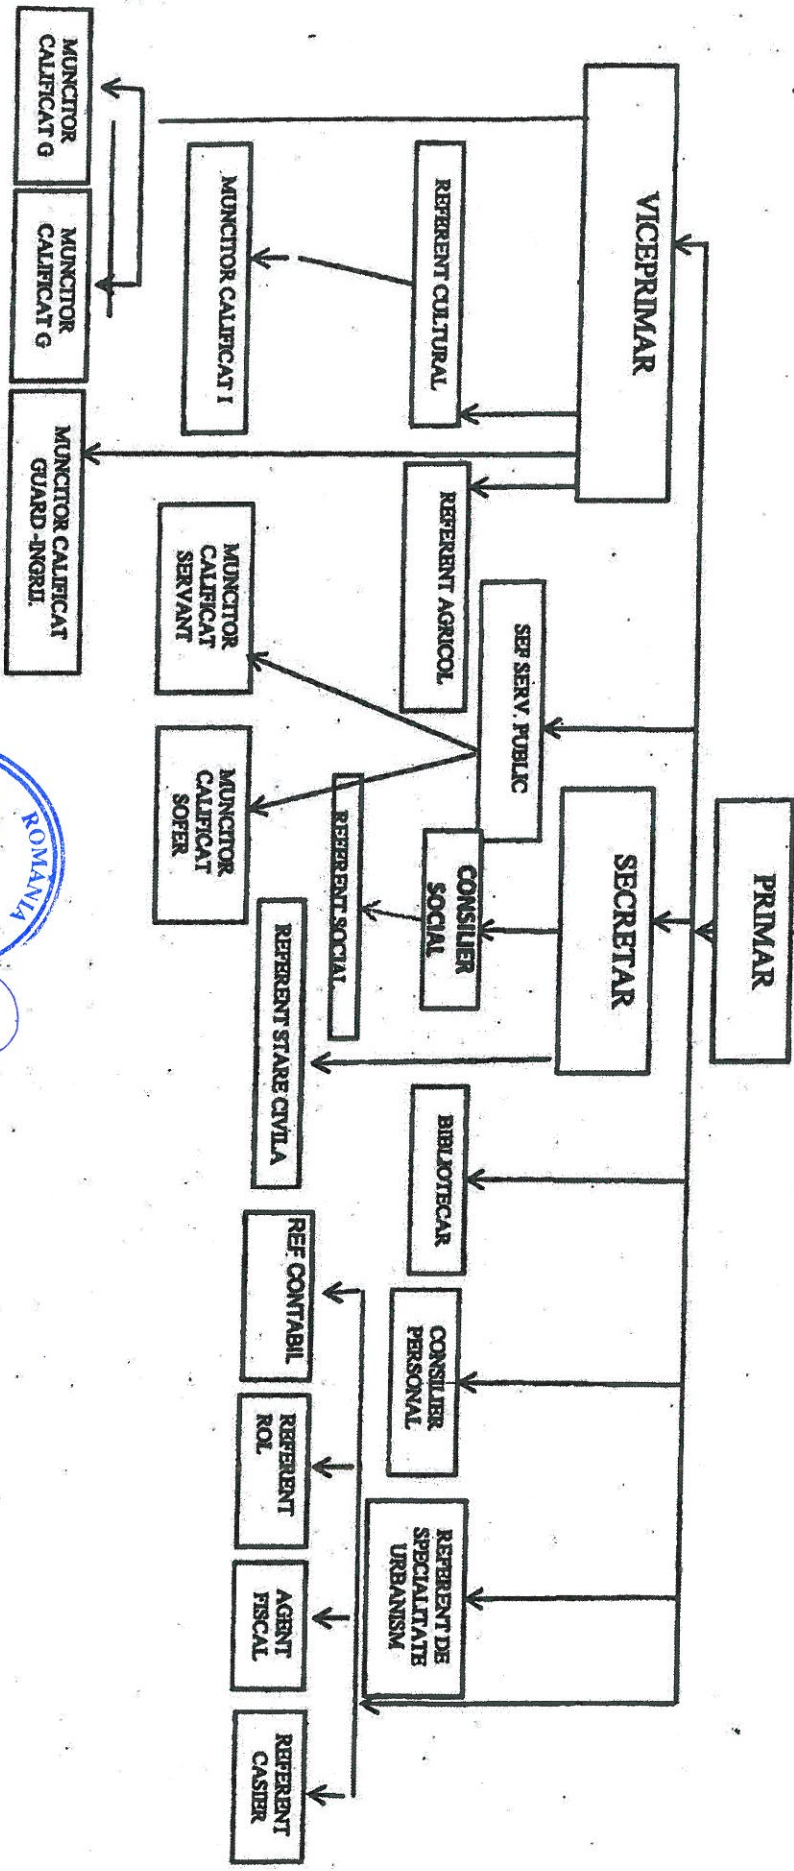 PRIMAR
VICEPRIMAR
SECRETAR
SEF SERV. PUBLIC
REFERENT CULTURAL
REFERENT AGRICOL
CONSILIER
SOCIAL
BIBLIOTECAR
CONSILIER
PERSONAL
REFERENT DE
SPECIALITATE
URBANISM
REFERENT SOCIAL
MUNCITOR CALIFICAT I
MUNCITOR
CALIFICAT
SERVANT
MUNCITOR
CALIFICAT
SOFER
REFERENT STARE CIVILA
REF CONTABIL
REFERENT
ROL
AGENT
FISCAL
REFERENT
CASIER
MUNCITOR
CALIFICAT G
MUNCITOR
CALIFICAT G
MUNCITOR CALIFICAT
GUARD -INGRIJ.
ROMÂNIA